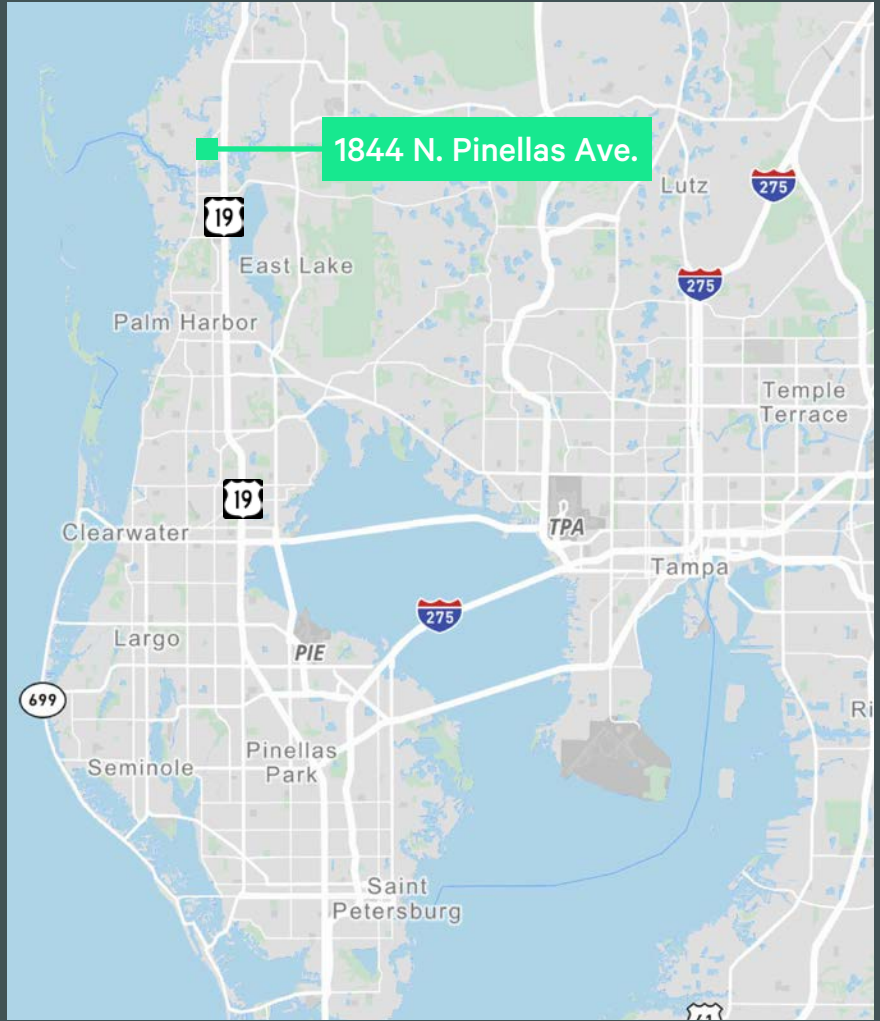 1844 N. Pinellas Ave.
Lutz
275
19
East Lake
275
Palm Harbor
Temple
Terrace
19
Clearwater
TPA
Tampa
275
Largo
PIE
699
Ri
Pinellas
Park
Seminole
Saint
Petersburg